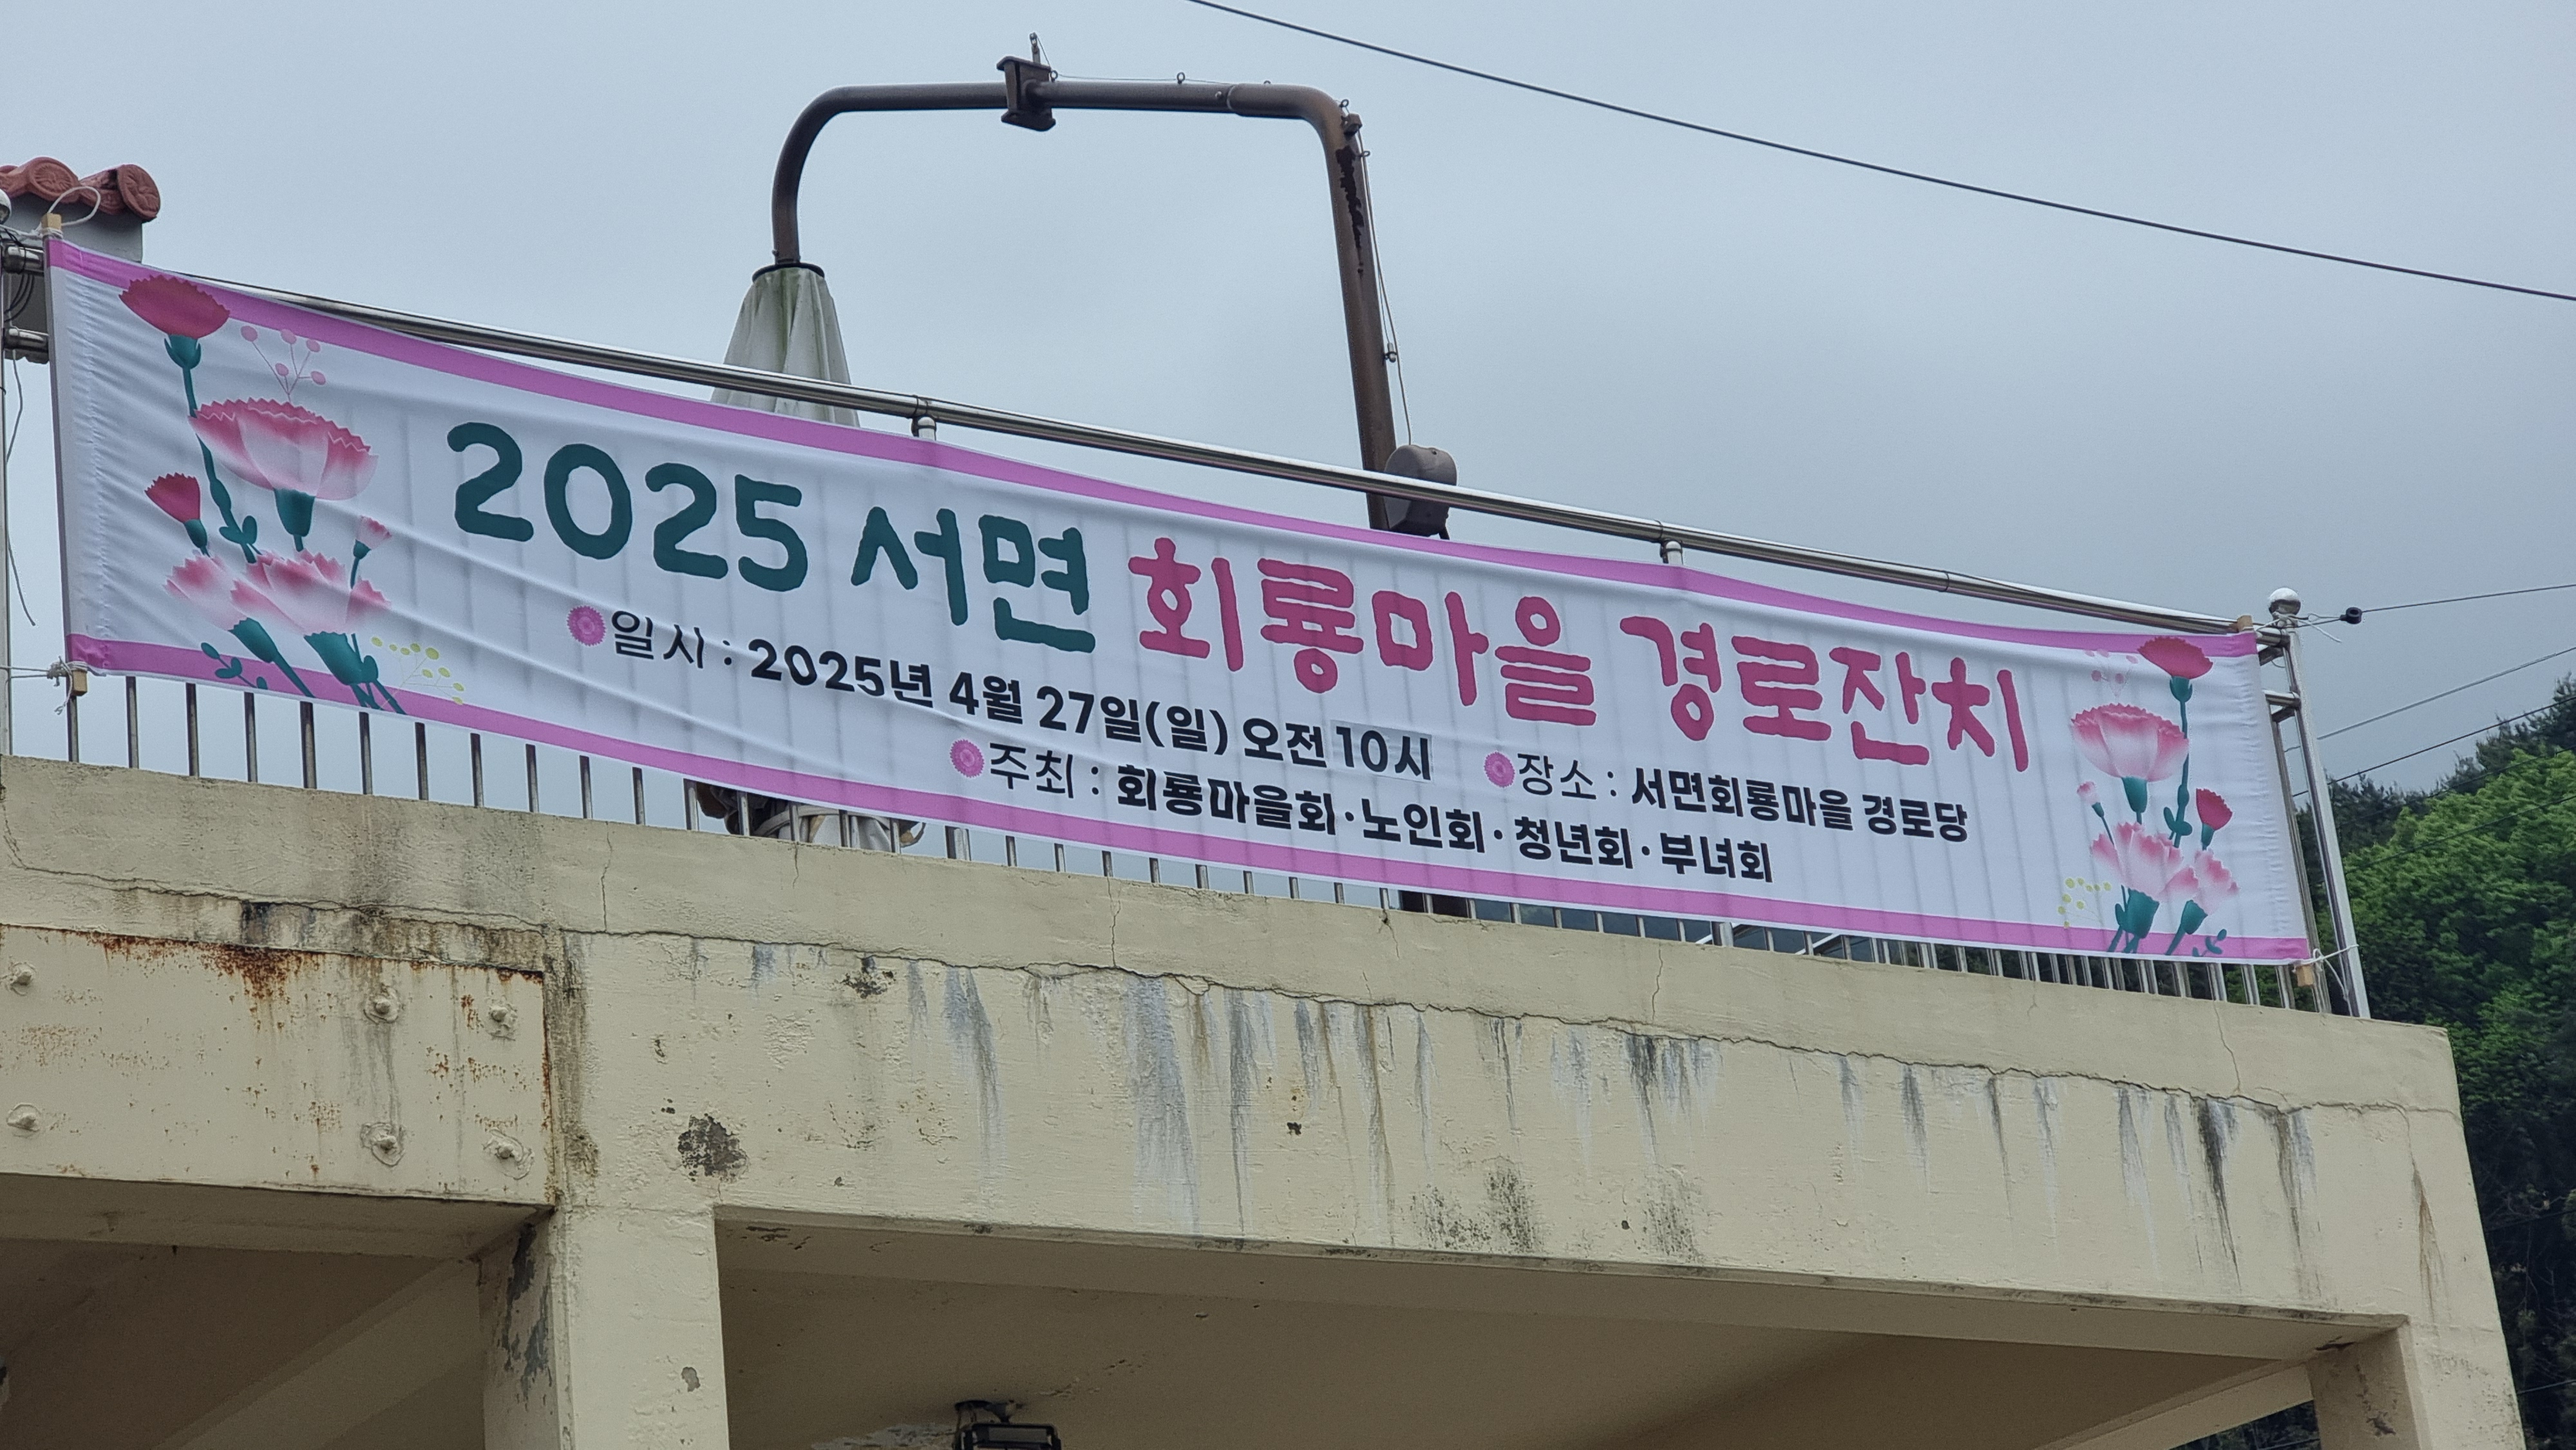 2025 서면 회룡마을 경로잔치
일시 : 2025년 4월 27일(일) 오전 10시 장소 : 서면회룡마을 경로당
주최 : 회룡마을회·노인회·청년회·부녀회